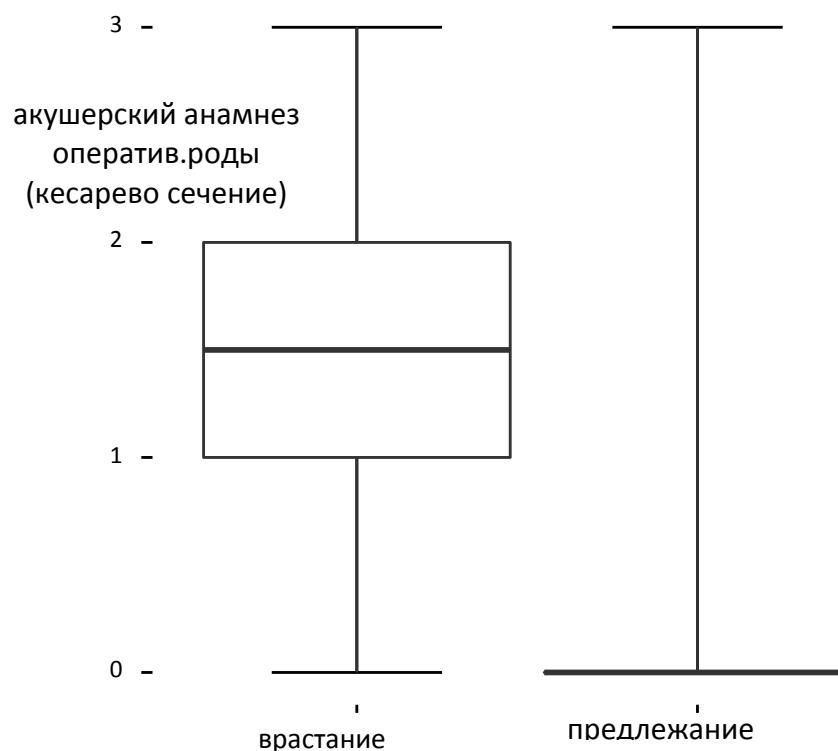 3
акушерский анамнез
оператив.роды
(кесарево сечение)
2
1
0
врастание
предлежание